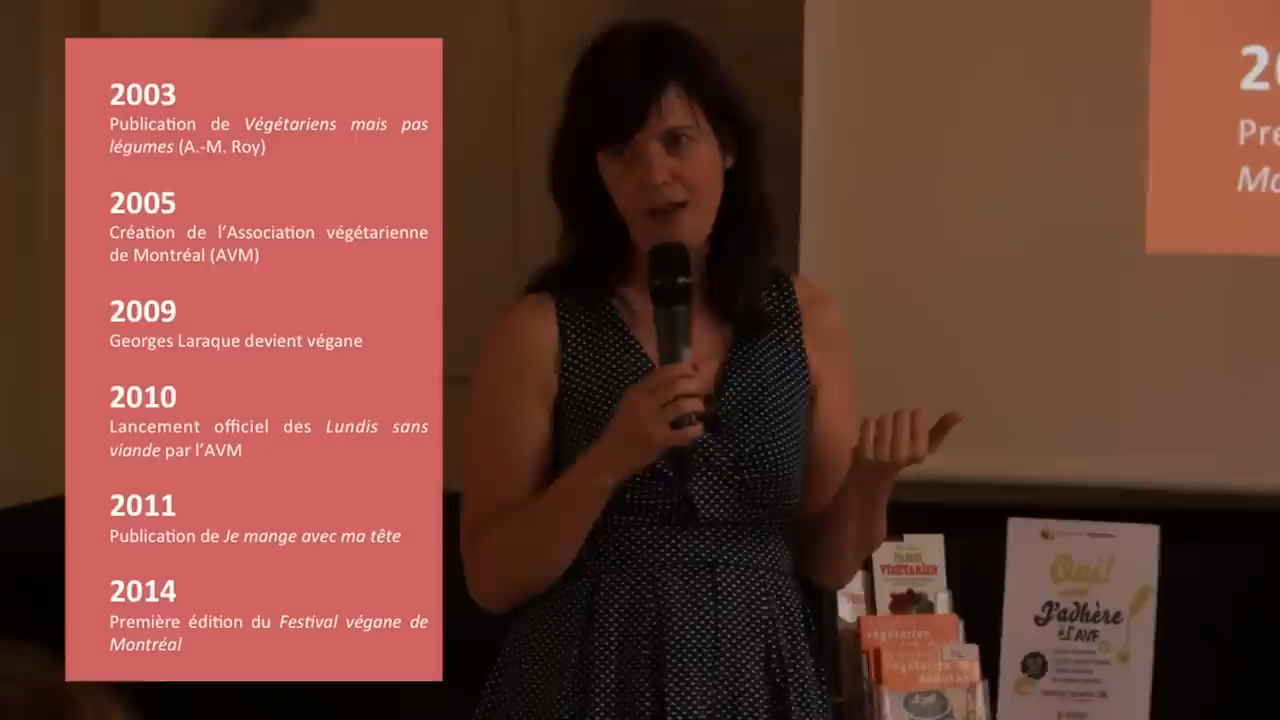 2003
Publication de Végétariens mais pas
légumes (A.-M. Roy)
2005
Création de l'Association végétarienne
de Montréal (AVM)
2009
Georges Laraque devient végane
2010
Lancement officiel des Lundis sans
viande par l'AVM
2011
Publication de Je mange avec ma tête
2014
Première édition du Festival végane de
Montréal
VÉGÉTARIEN
végétarien
Oui!
J'adhère
à l'AVF